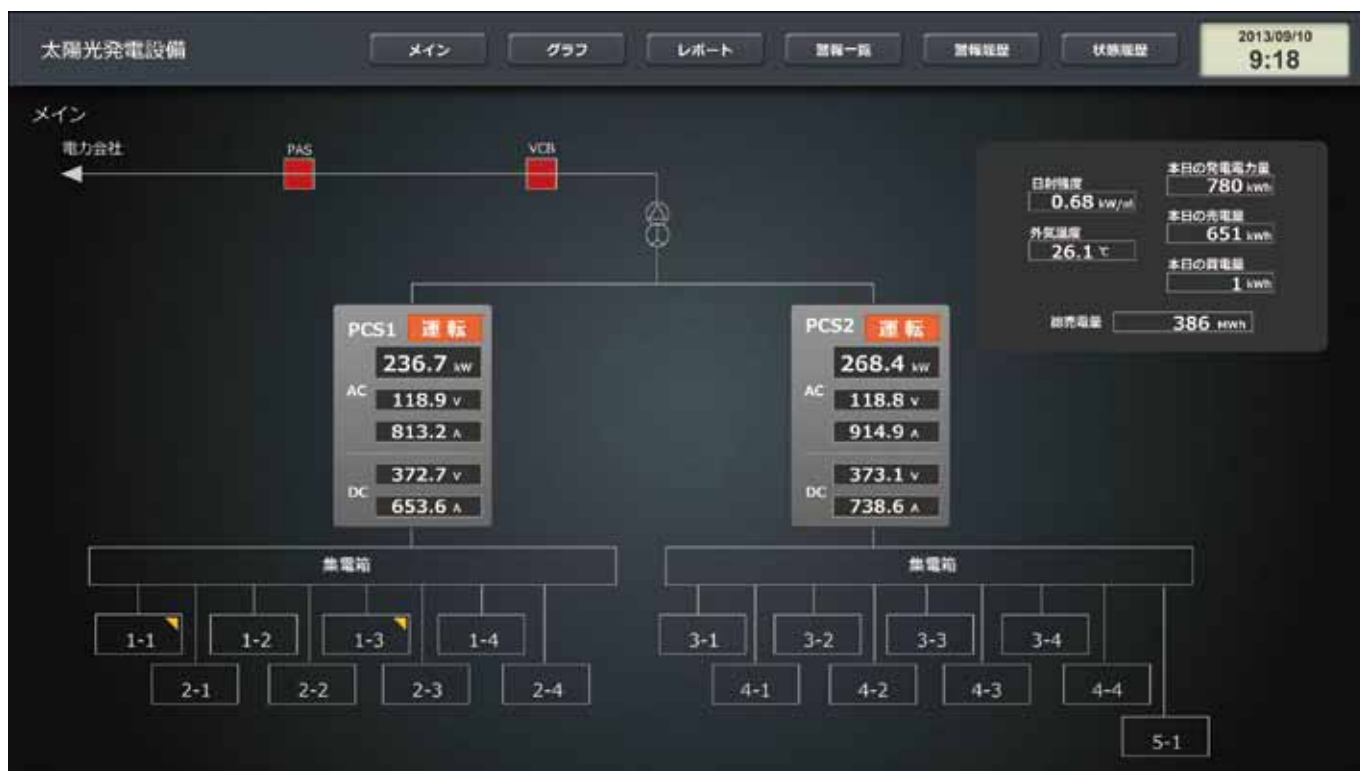 太陽光発電設備
メイン
グラフ
レポート
警報一覧
警報履歴
状態履歴
2013/09/10
9:18
メイン
電力会社
PAS
VCB
日射強度
0.68 kW/㎡
外気温度
26.1 ℃
本日の発電電力量
780 kWh
本日の売電量
651 kWh
本日の買電量
1 kWh
総売電量 386 MWh
PCS1 運転
236.7 kW
AC
118.9 V
813.2 A
372.7 V
DC
653.6 A
PCS2 運転
268.4 kW
AC
118.8 V
914.9 A
373.1 V
DC
738.6 A
集電箱
1-1
1-2
1-3
1-4
2-1
2-2
2-3
2-4
集電箱
3-1
3-2
3-3
3-4
4-1
4-2
4-3
4-4
5-1